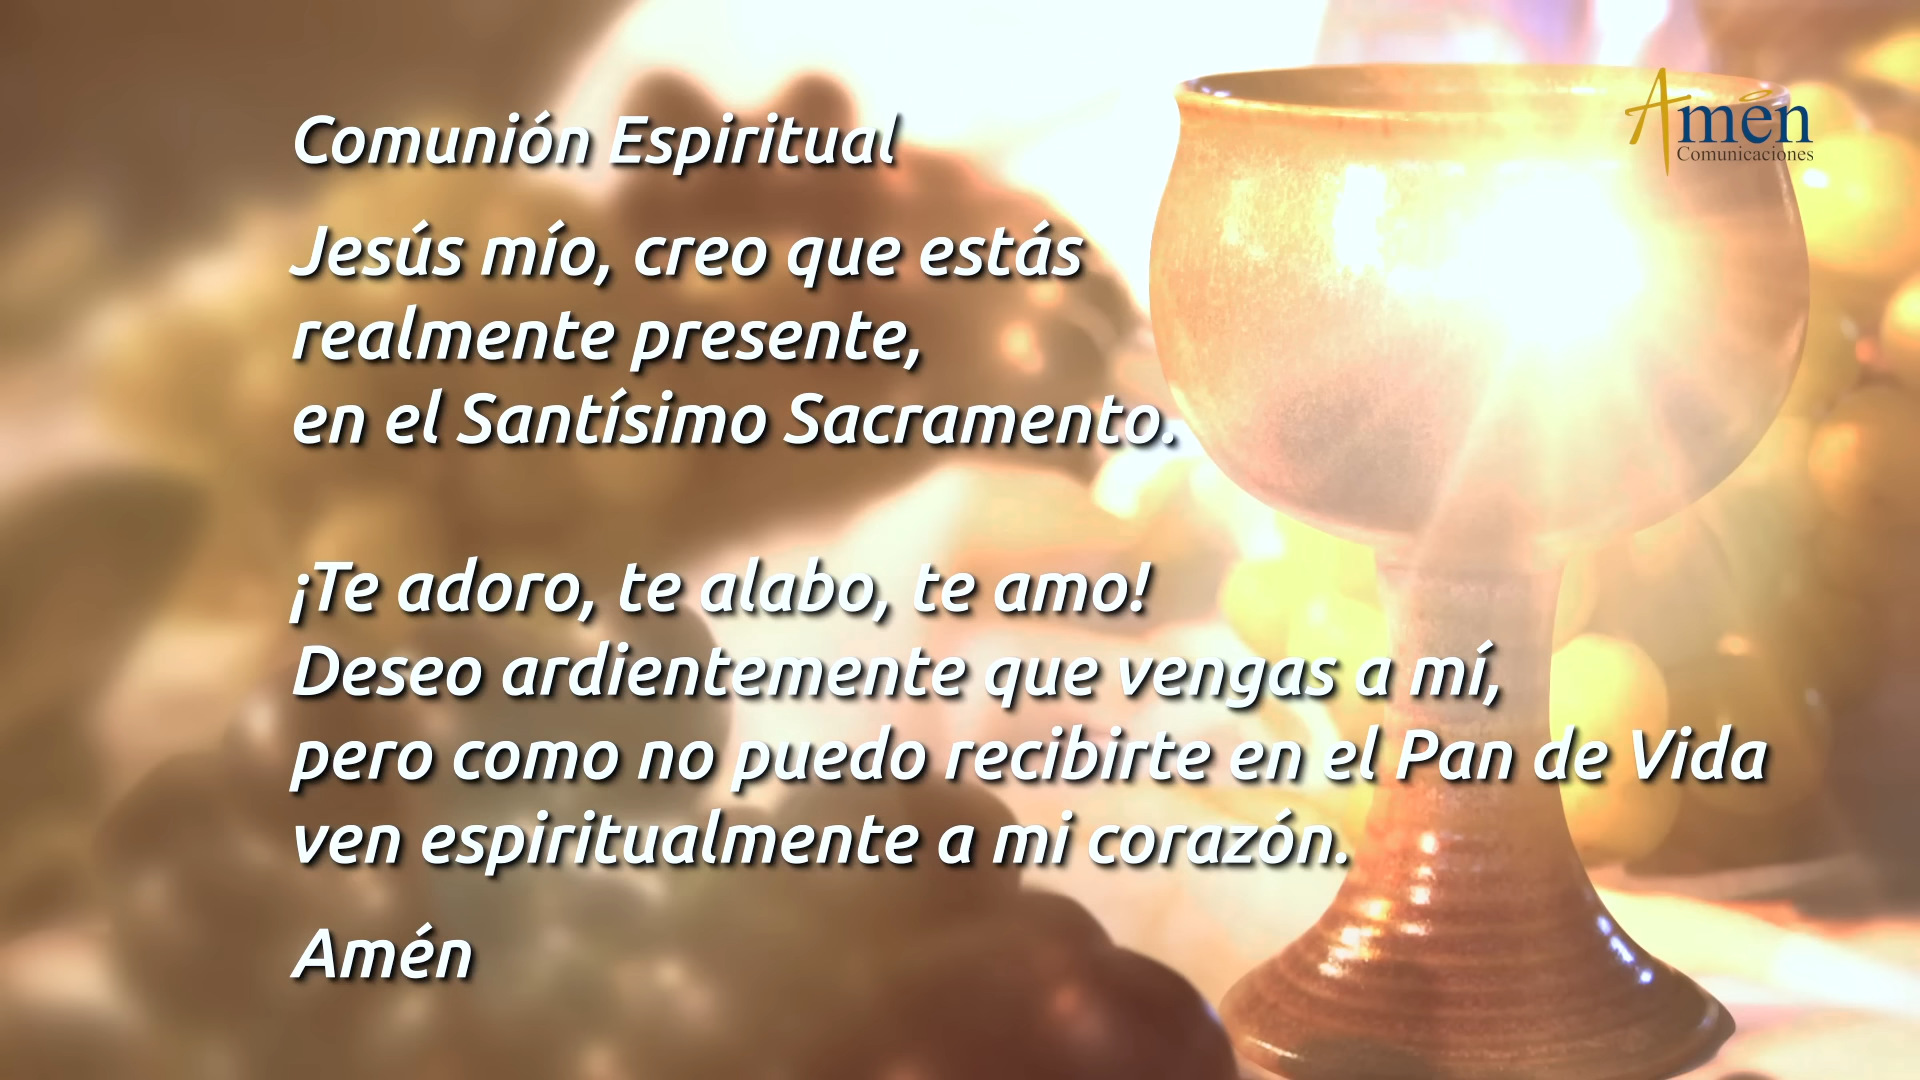 Amén
Comunicaciones
Comunión Espiritual
Jesús mío, creo que estás
realmente presente,
en el Santísimo Sacramento.
¡Te adoro, te alabo, te amo!
Deseo ardientemente que vengas a mí,
pero como no puedo recibirte en el Pan de Vida
ven espiritualmente a mi corazón.
Amén